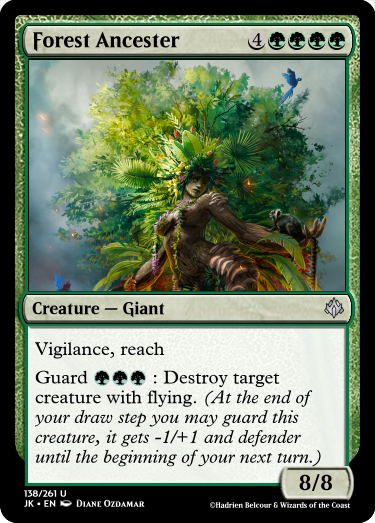 Forest Ancester 4
Creature — Giant
Vigilance, reach
Guard : Destroy target
creature with flying. (At the end of
your draw step you may guard this
creature, it gets -1/+1 and defender
until the beginning of your next turn.)
8/8
138/261 U
JK • EN Diane Ozdamar
©Hadrien Belcour & Wizards of the Coast